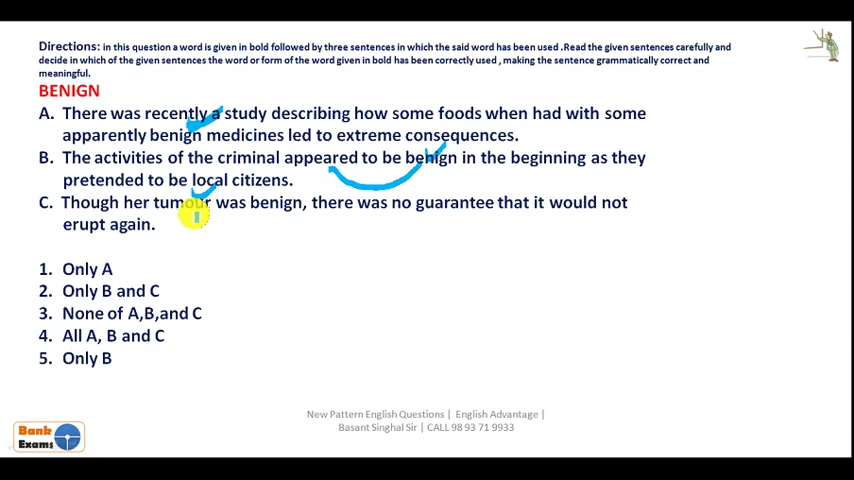 Directions: in this question a word is given in bold followed by three sentences in which the said word has been used .Read the given sentences carefully and
decide in which of the given sentences the word or form of the word given in bold has been correctly used , making the sentence grammatically correct and
meaningful.
BENIGN
A. There was recently a study describing how some foods when had with some
apparently benign medicines led to extreme consequences.
B. The activities of the criminal appeared to be benign in the beginning as they
pretended to be local citizens.
C. Though her tumour was benign, there was no guarantee that it would not
erupt again.
1. Only A
2. Only B and C
3. None of A,B,and C
4. All A, B and C
5. Only B
New Pattern English Questions | English Advantage |
Basant Singhal Sir | CALL 98 93 71 9933
Bank
Exams